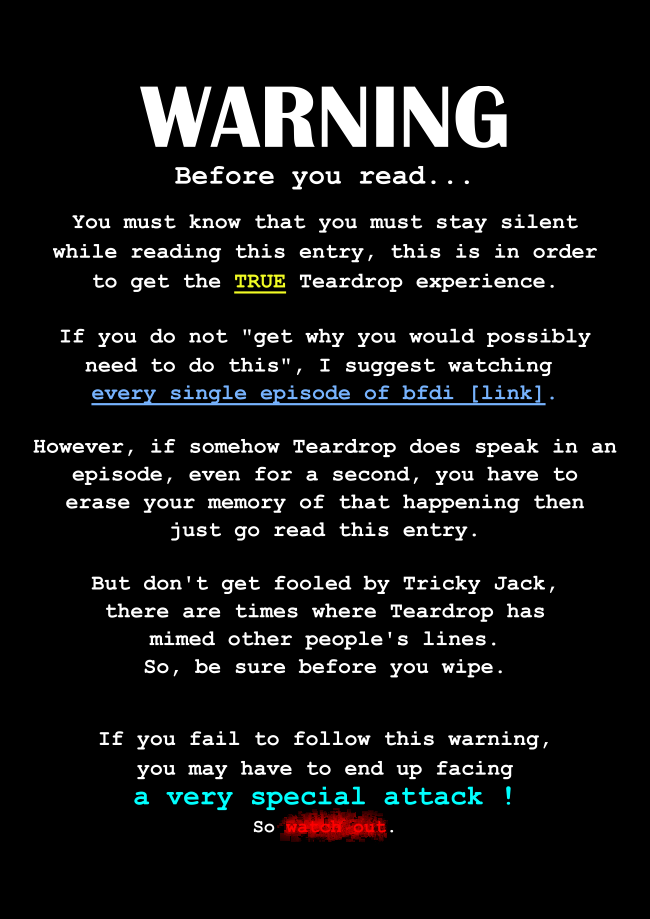 WARNING
Before you read...
You must know that you must stay silent
while reading this entry, this is in order
to get the TRUE Teardrop experience.
If you do not "get why you would possibly
need to do this", I suggest watching
every single episode of bfdi [link].
However, if somehow Teardrop does speak in an
episode, even for a second, you have to
erase your memory of that happening then
just go read this entry.
But don't get fooled by Tricky Jack,
there are times where Teardrop has
mimed other people's lines.
So, be sure before you wipe.
If you fail to follow this warning,
you may have to end up facing
a very special attack !
So watch out.